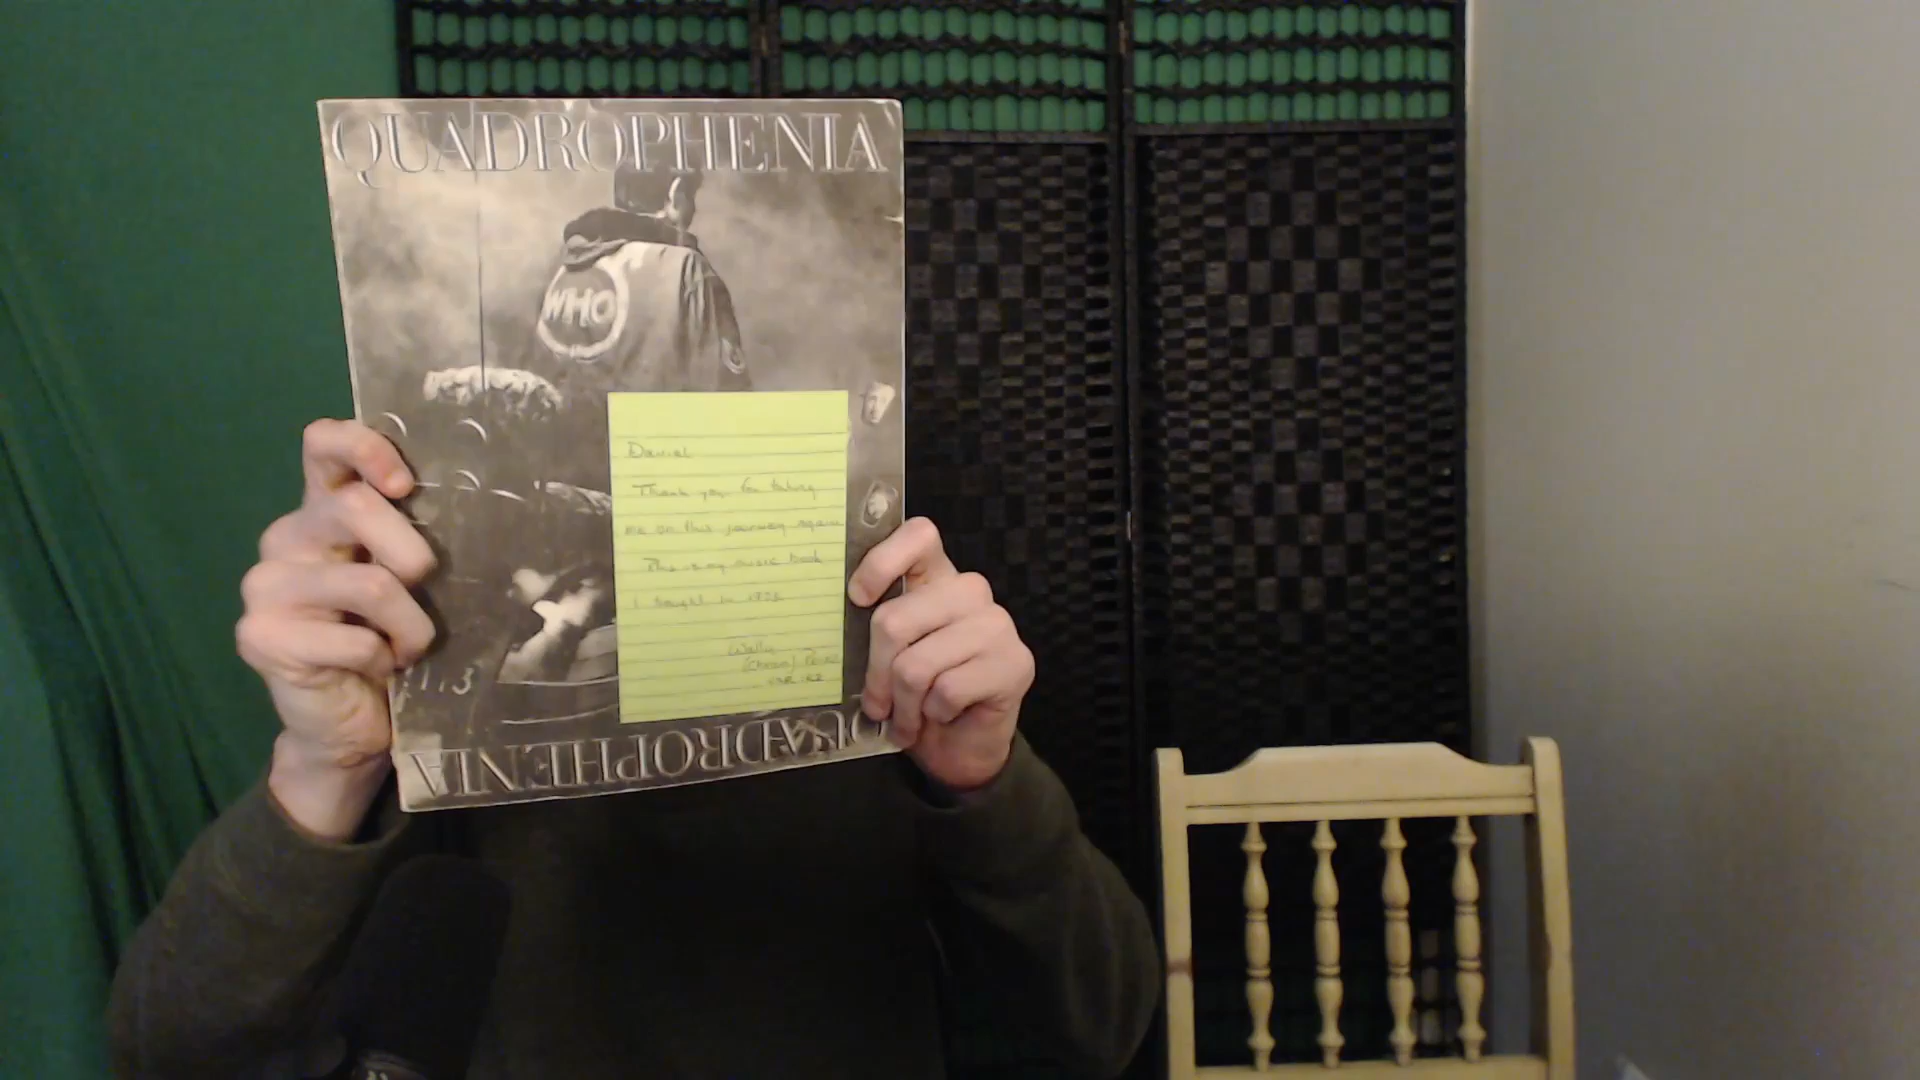 QUADROPHENIA
WHO
Daniel
Thank you for taking
me on this journey again
This is my music book
I bought in
Wally
QUADROPHENIA